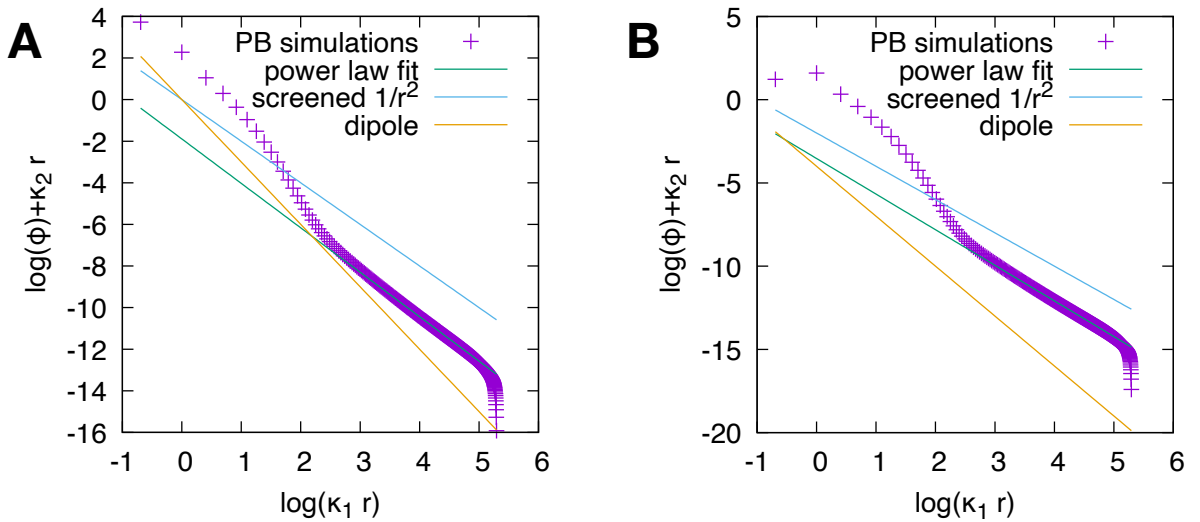 A
PB simulations
power law fit
screened 1/r²
dipole
4
2
0
-2
-4
-6
-8
-10
-12
-14
-16
log(ϕ)+κ₂ r
-1 0 1 2 3 4 5 6
log(κ₁ r)
B
PB simulations
power law fit
screened 1/r²
dipole
5
0
-5
-10
-15
-20
log(ϕ)+κ₂ r
-1 0 1 2 3 4 5 6
log(κ₁ r)